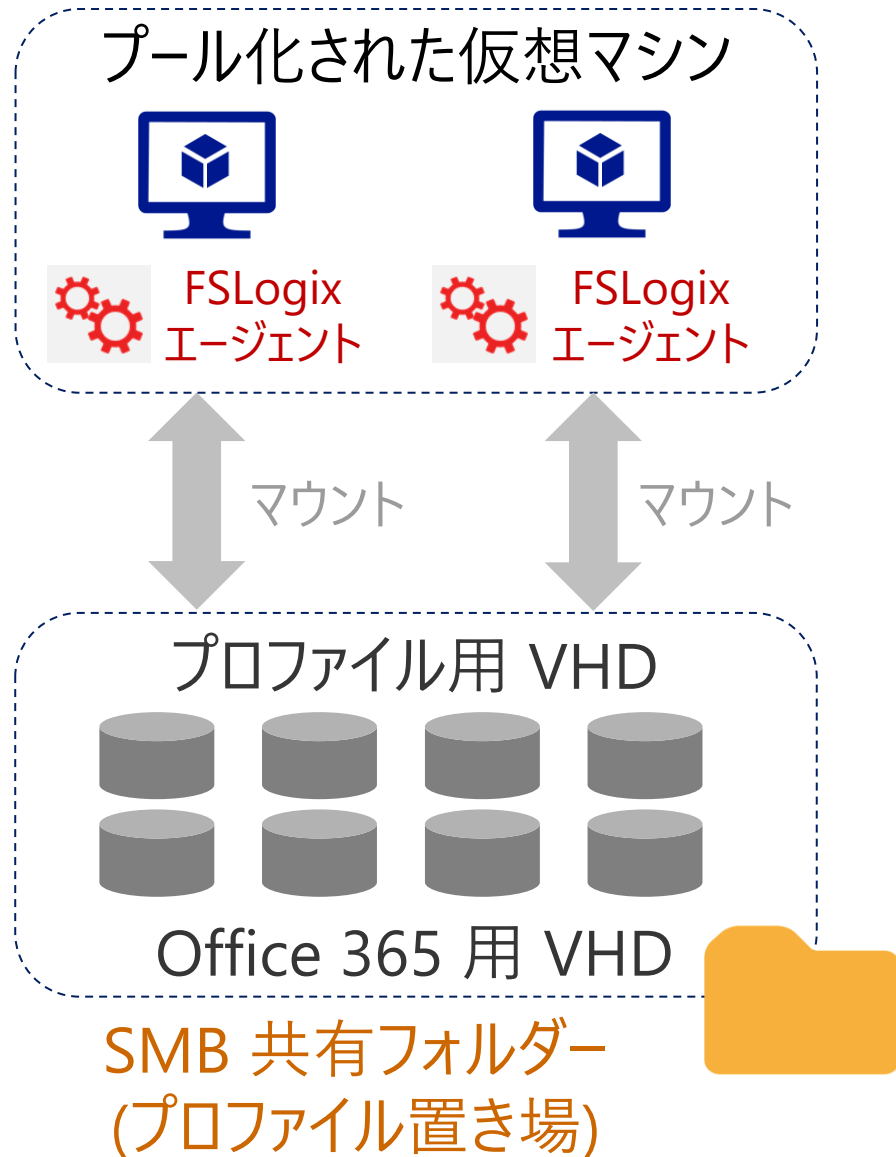 プール化された仮想マシン
FSLogix
エージェント
FSLogix
エージェント
マウント
マウント
プロファイル用 VHD
Office 365 用 VHD
SMB 共有フォルダー
(プロファイル置き場)